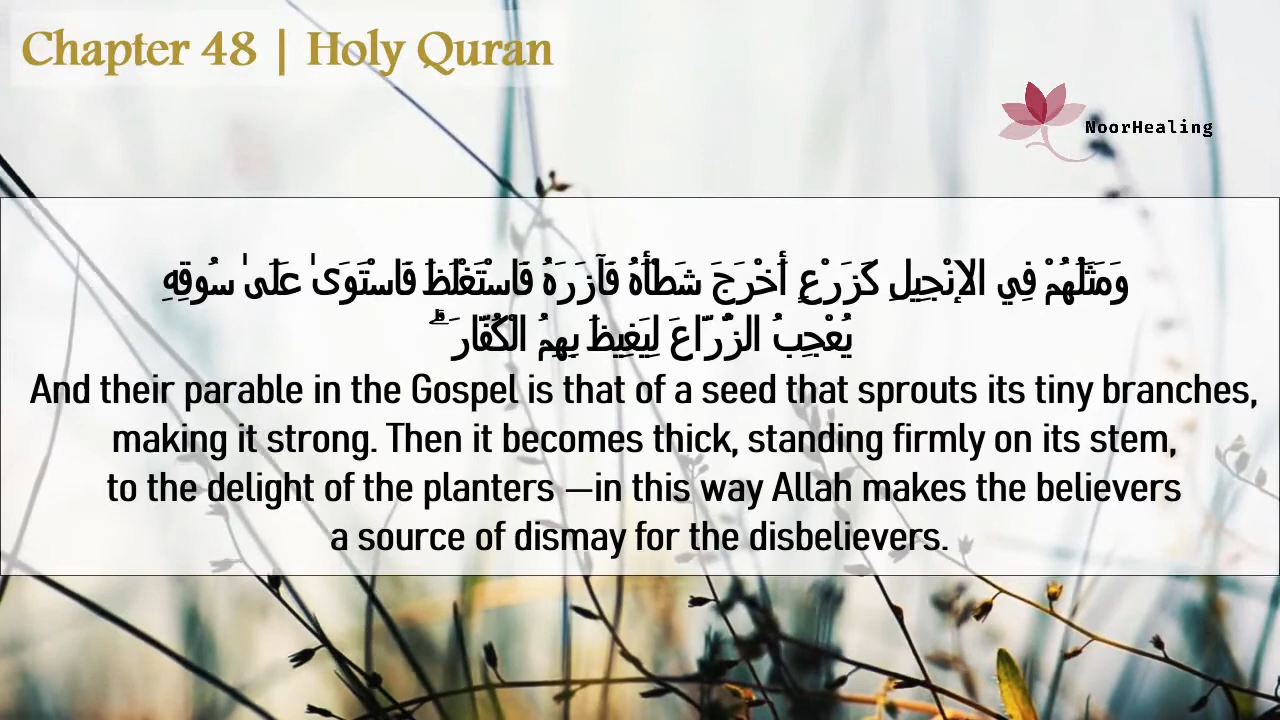 Chapter 48 | Holy Quran
NoorHealing
وَمَثَلُهُمْ فِي الإِنْجِيلِ كَزَرْعٍ أَخْرَجَ شَطْأَهُ فَآزَرَهُ فَاسْتَغْلَظَ فَاسْتَوَىٰ عَلَىٰ سُوقِهِ
يُعْجِبُ الزُّرَّاعَ لِيَغِيظَ بِهِمُ الْكُفَّارَ ۗ
And their parable in the Gospel is that of a seed that sprouts its tiny branches,
making it strong. Then it becomes thick, standing firmly on its stem,
to the delight of the planters —in this way Allah makes the believers
a source of dismay for the disbelievers.